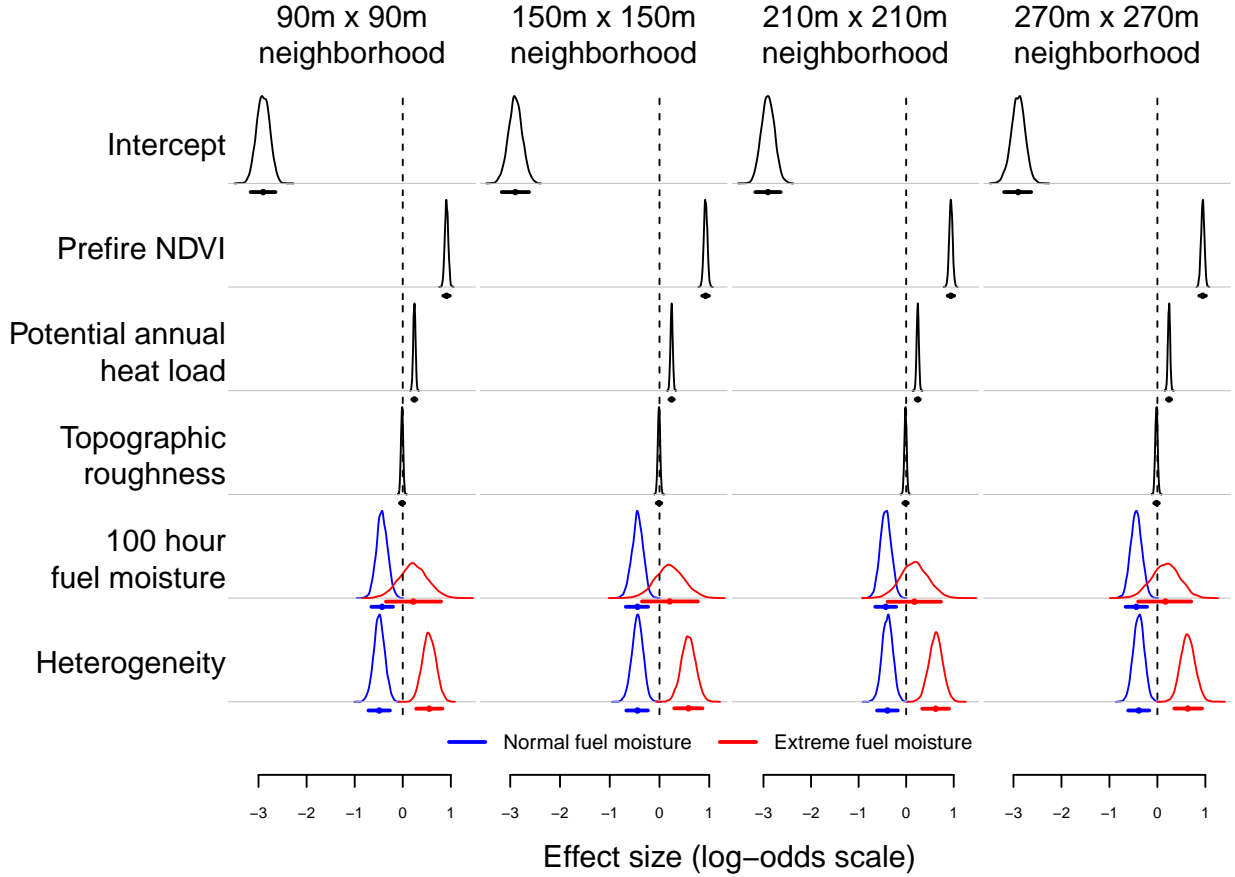 90m x 90m
neighborhood
150m x 150m
neighborhood
210m x 210m
neighborhood
270m x 270m
neighborhood
Intercept
Prefire NDVI
Potential annual
heat load
Topographic
roughness
100 hour
fuel moisture
Heterogeneity
Normal fuel moisture
Extreme fuel moisture
−3 −2 −1 0 1
−3 −2 −1 0 1
−3 −2 −1 0 1
−3 −2 −1 0 1
Effect size (log−odds scale)